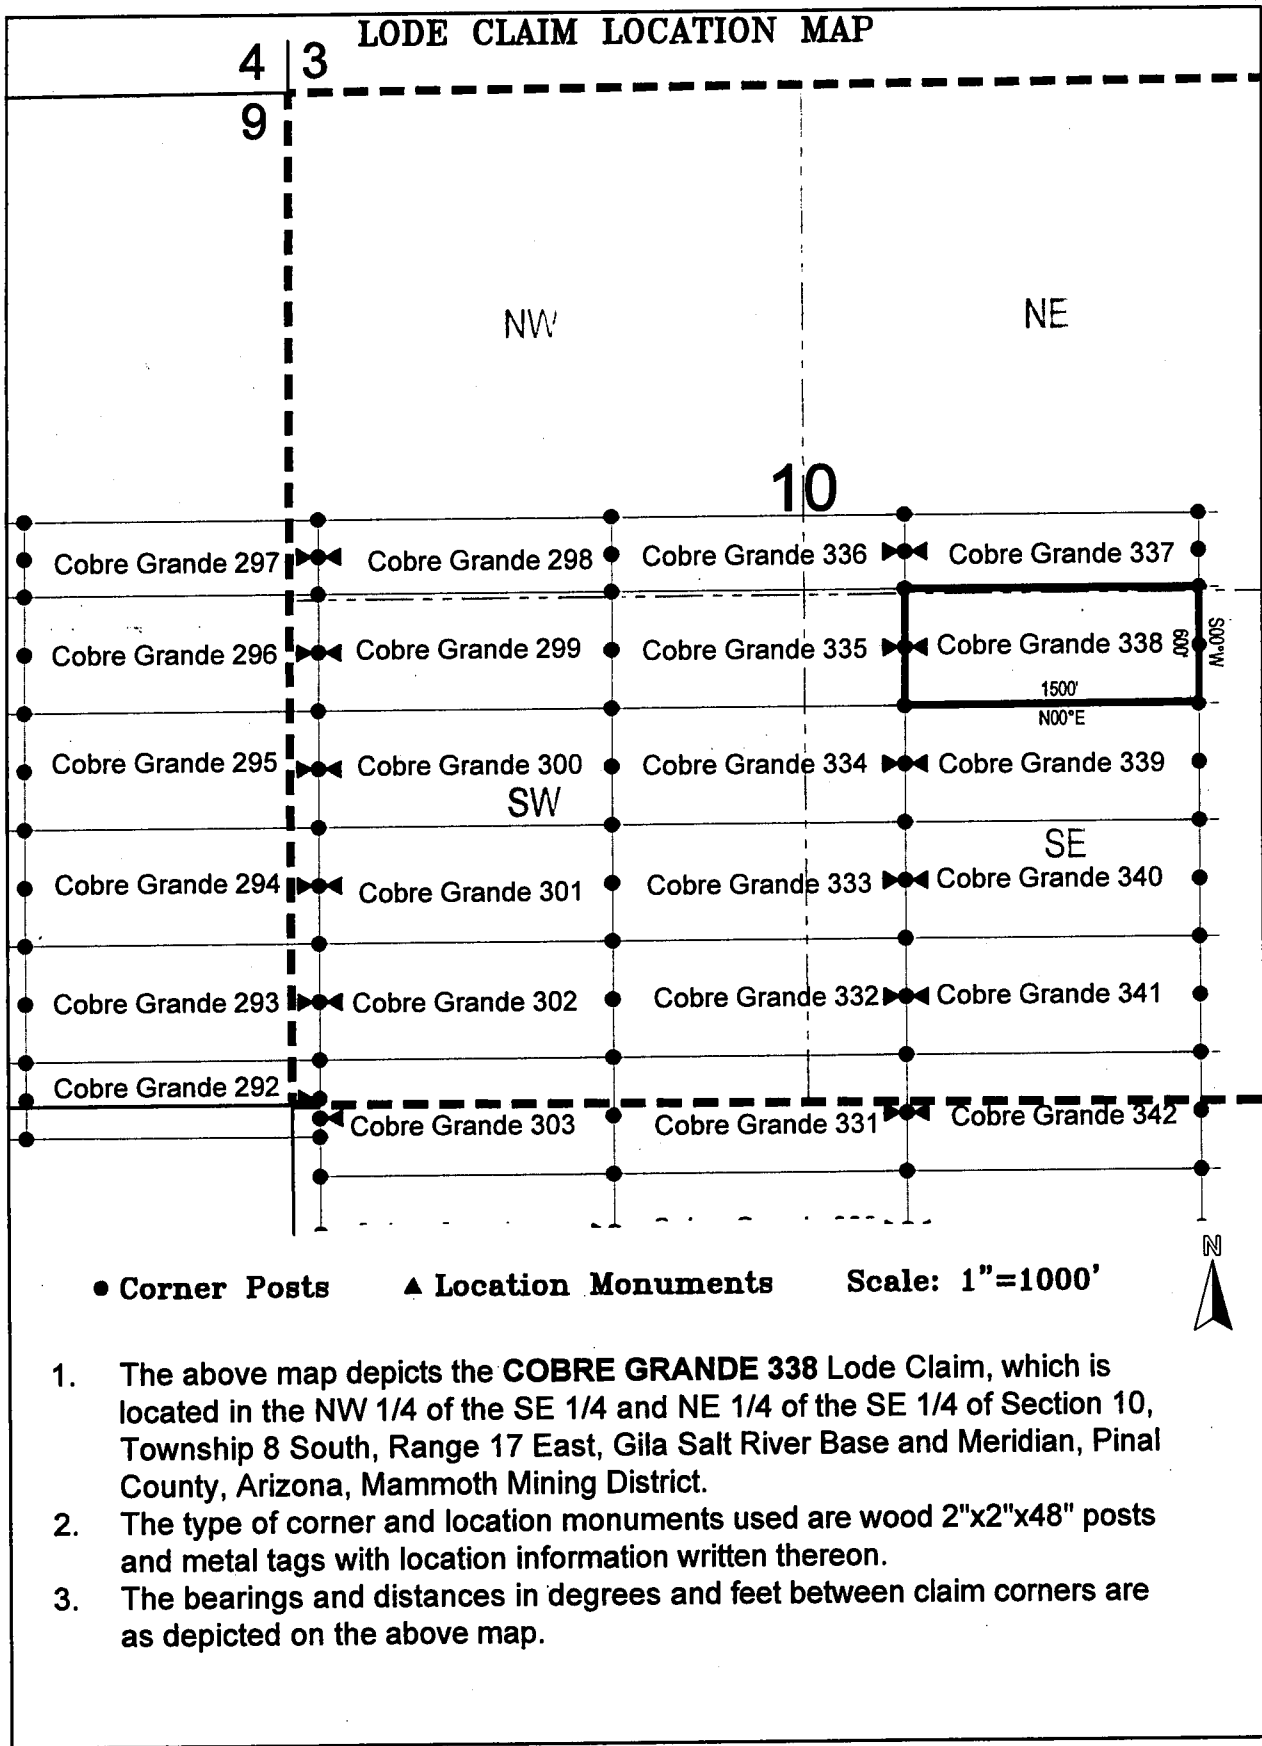 LODE CLAIM LOCATION MAP
4 3
9
NW NE
10
Cobre Grande 297 Cobre Grande 298 Cobre Grande 336 Cobre Grande 337
Cobre Grande 296 Cobre Grande 299 Cobre Grande 335 Cobre Grande 338 600' S00°W
1500'
N00°E
Cobre Grande 295 Cobre Grande 300 Cobre Grande 334 Cobre Grande 339
SW
SE
Cobre Grande 294 Cobre Grande 301 Cobre Grande 333 Cobre Grande 340
Cobre Grande 293 Cobre Grande 302 Cobre Grande 332 Cobre Grande 341
Cobre Grande 292
Cobre Grande 303 Cobre Grande 331 Cobre Grande 342
N
Corner Posts Location Monuments Scale: 1"=1000'
1. The above map depicts the COBRE GRANDE 338 Lode Claim, which is
located in the NW 1/4 of the SE 1/4 and NE 1/4 of the SE 1/4 of Section 10,
Township 8 South, Range 17 East, Gila Salt River Base and Meridian, Pinal
County, Arizona, Mammoth Mining District.
2. The type of corner and location monuments used are wood 2"x2"x48" posts
and metal tags with location information written thereon.
3. The bearings and distances in degrees and feet between claim corners are
as depicted on the above map.